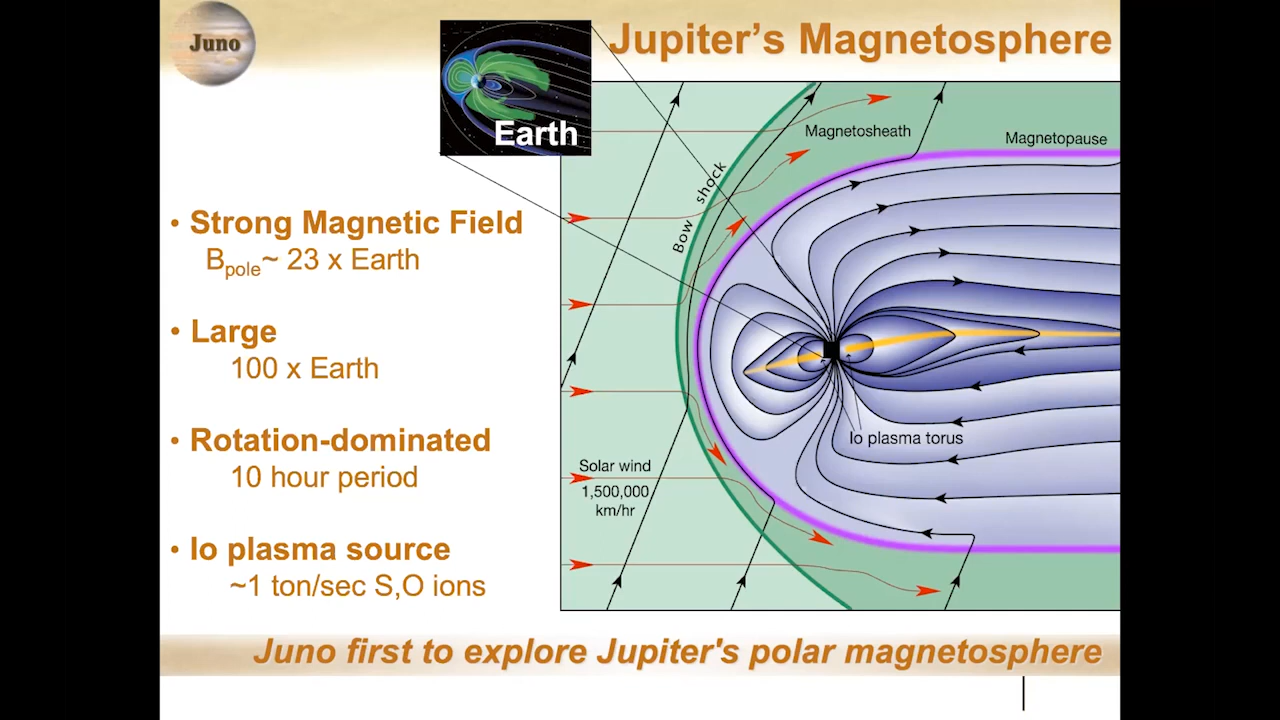 Juno
Jupiter's Magnetosphere
Earth
• Strong Magnetic Field
Bpole~ 23 x Earth
• Large
100 x Earth
• Rotation-dominated
10 hour period
• Io plasma source
~1 ton/sec S,O ions
Magnetosheath
Magnetopause
Bow shock
Io plasma torus
Solar wind
1,500,000
km/hr
Juno first to explore Jupiter's polar magnetosphere